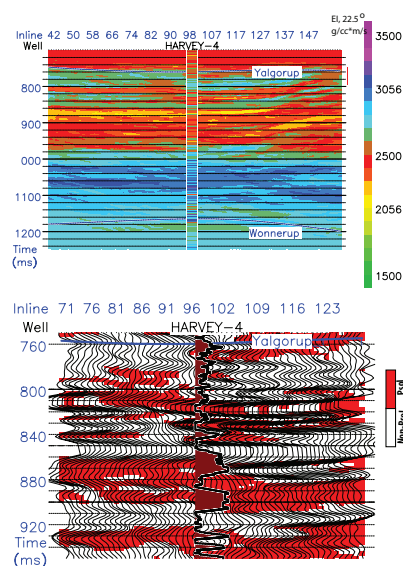 EI, 22.5°
g/cc*m/s
Inline 42 50 58 66 74 82 90 98 107 117 127 137 147
Well HARVEY-4
3500
3056
2500
2056
1500
Yalgorup
800
900
000
1100
1200
Wonnerup
Time
(ms)
Inline 71 76 81 86 91 96 102 109 116 123
Well HARVEY-4
Yalgorup
760
800
840
880
920
Time
(ms)